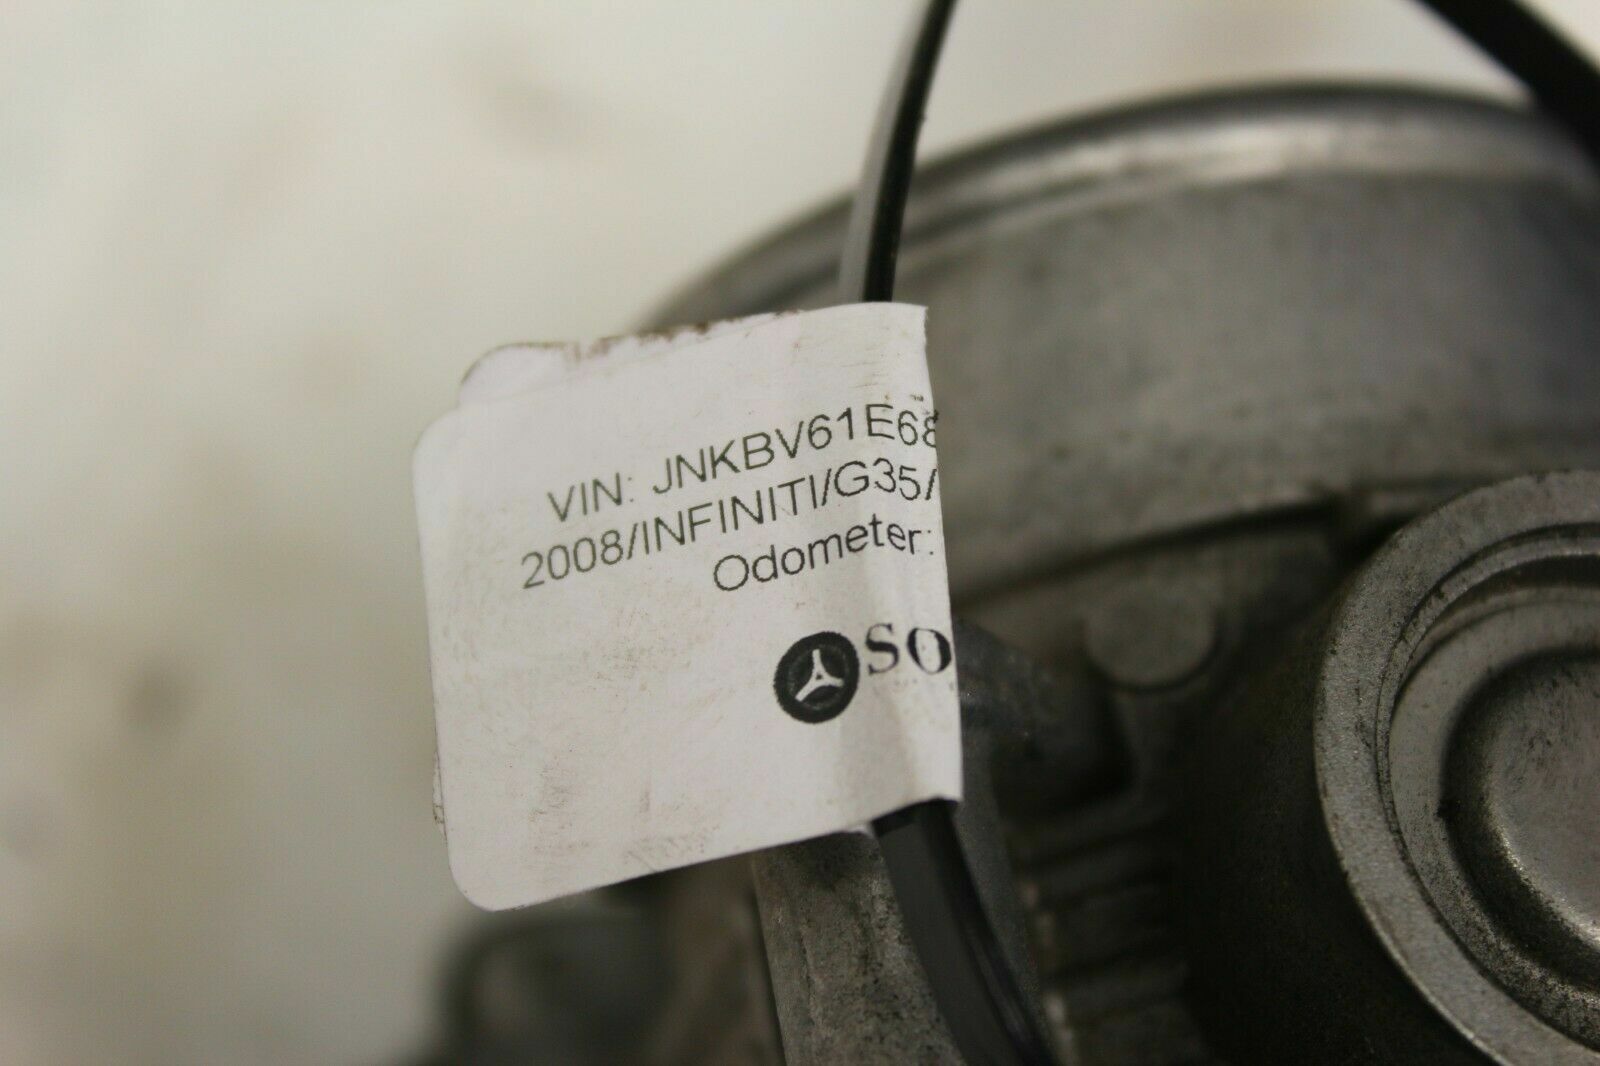 VIN: JNKBV61E68
2008/INFINITI/G35/
Odometer:
SO